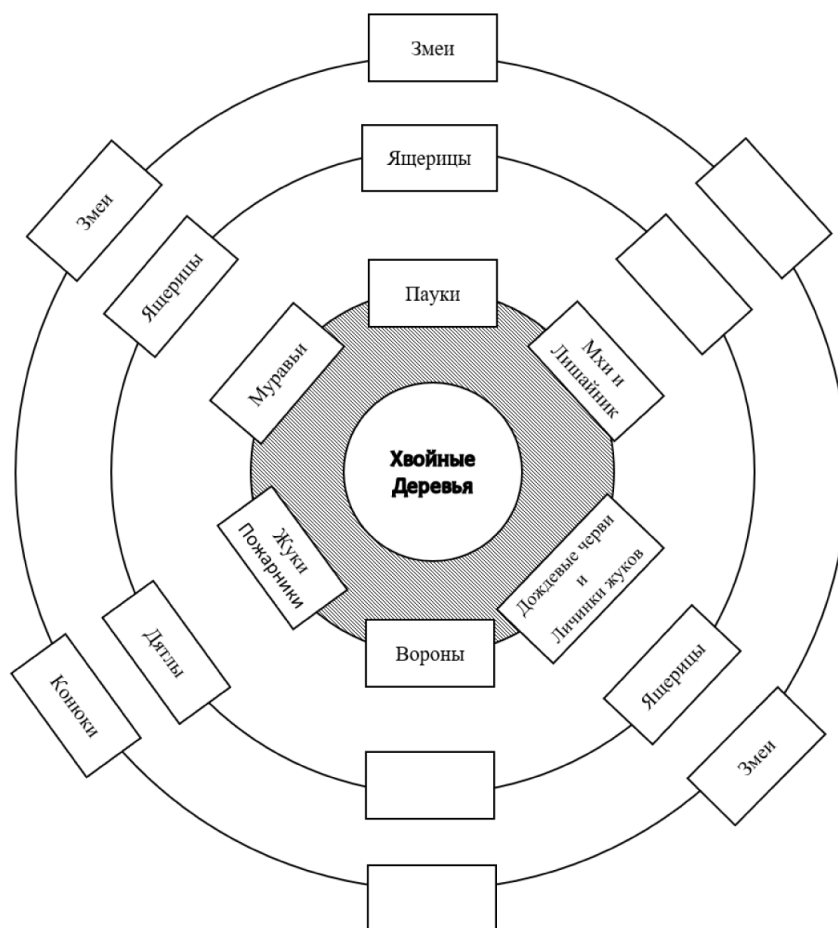 Змеи
Змеи
Ящерицы
Ящерицы
Пауки
Муравьи
Мхи и
Лишайник
Хвойные
Деревья
Жуки
Пожарники
Дождевые черви
и
Личинки жуков
Вороны
Дятлы
Ящерицы
Конюки
Змеи